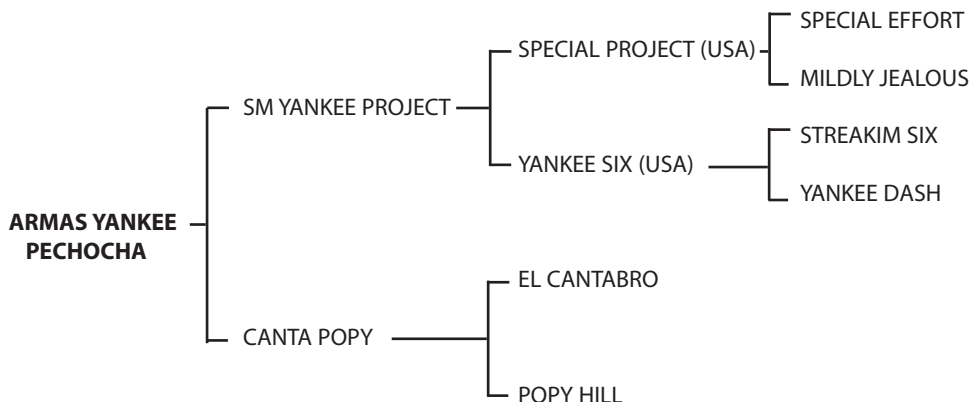 SPECIAL EFFORT
SPECIAL PROJECT (USA)
MILDLY JEALOUS
SM YANKEE PROJECT
STREAKIM SIX
YANKEE SIX (USA)
YANKEE DASH
ARMAS YANKEE
PECHOCHA
EL CANTABRO
CANTA POPY
POPY HILL